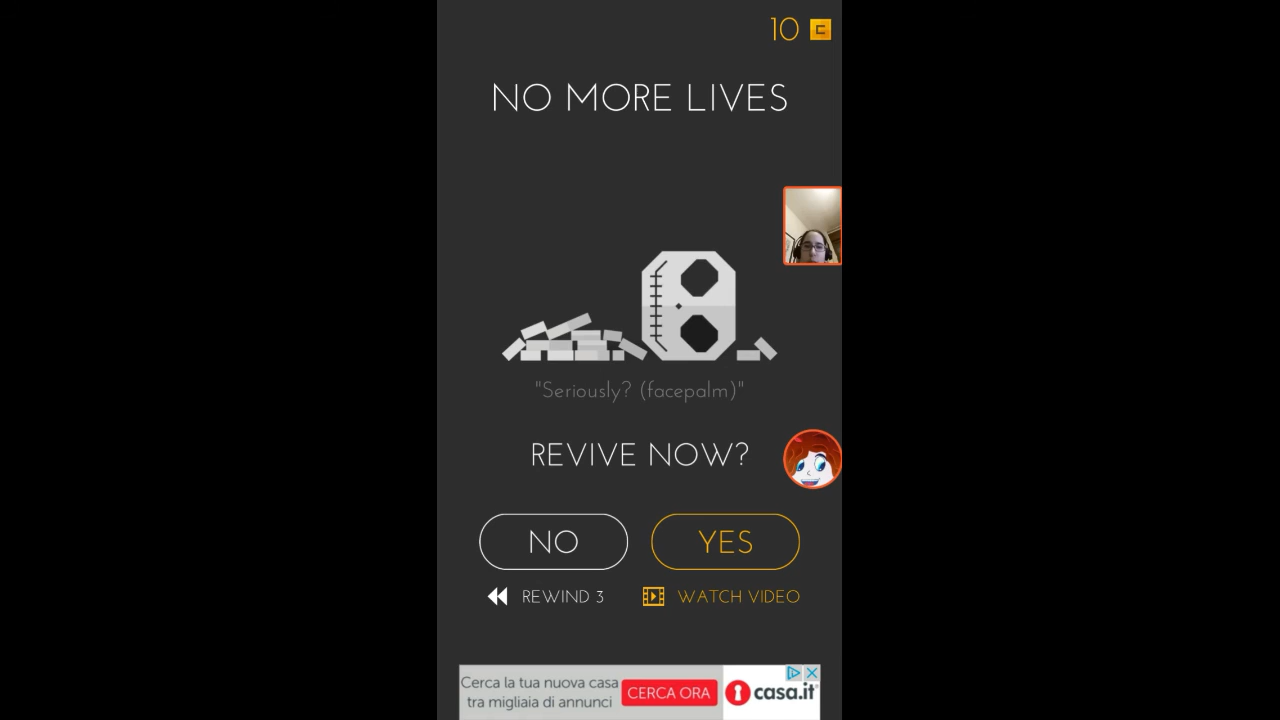 10
NO MORE LIVES
"Seriously? (facepalm)"
REVIVE NOW?
NO YES
REWIND 3 WATCH VIDEO
Cerca la tua nuova casa
tra migliaia di annunci
CERCA ORA
casa.it